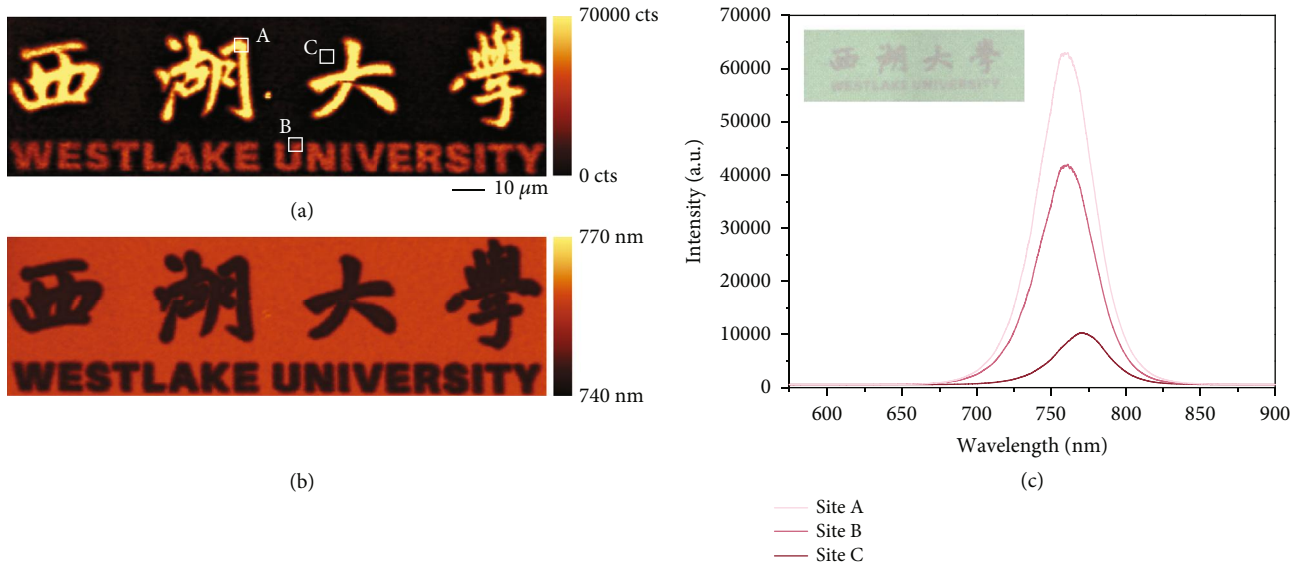 70000 cts
A
C
西湖大學
B
WESTLAKE UNIVERSITY
0 cts
10 μm
(a)
770 nm
西湖大學
WESTLAKE UNIVERSITY
740 nm
(b)
70000
60000
50000
40000
30000
20000
10000
0
Intensity (a.u.)
西湖大學
WESTLAKE UNIVERSITY
600 650 700 750 800 850 900
Wavelength (nm)
(c)
Site A
Site B
Site C